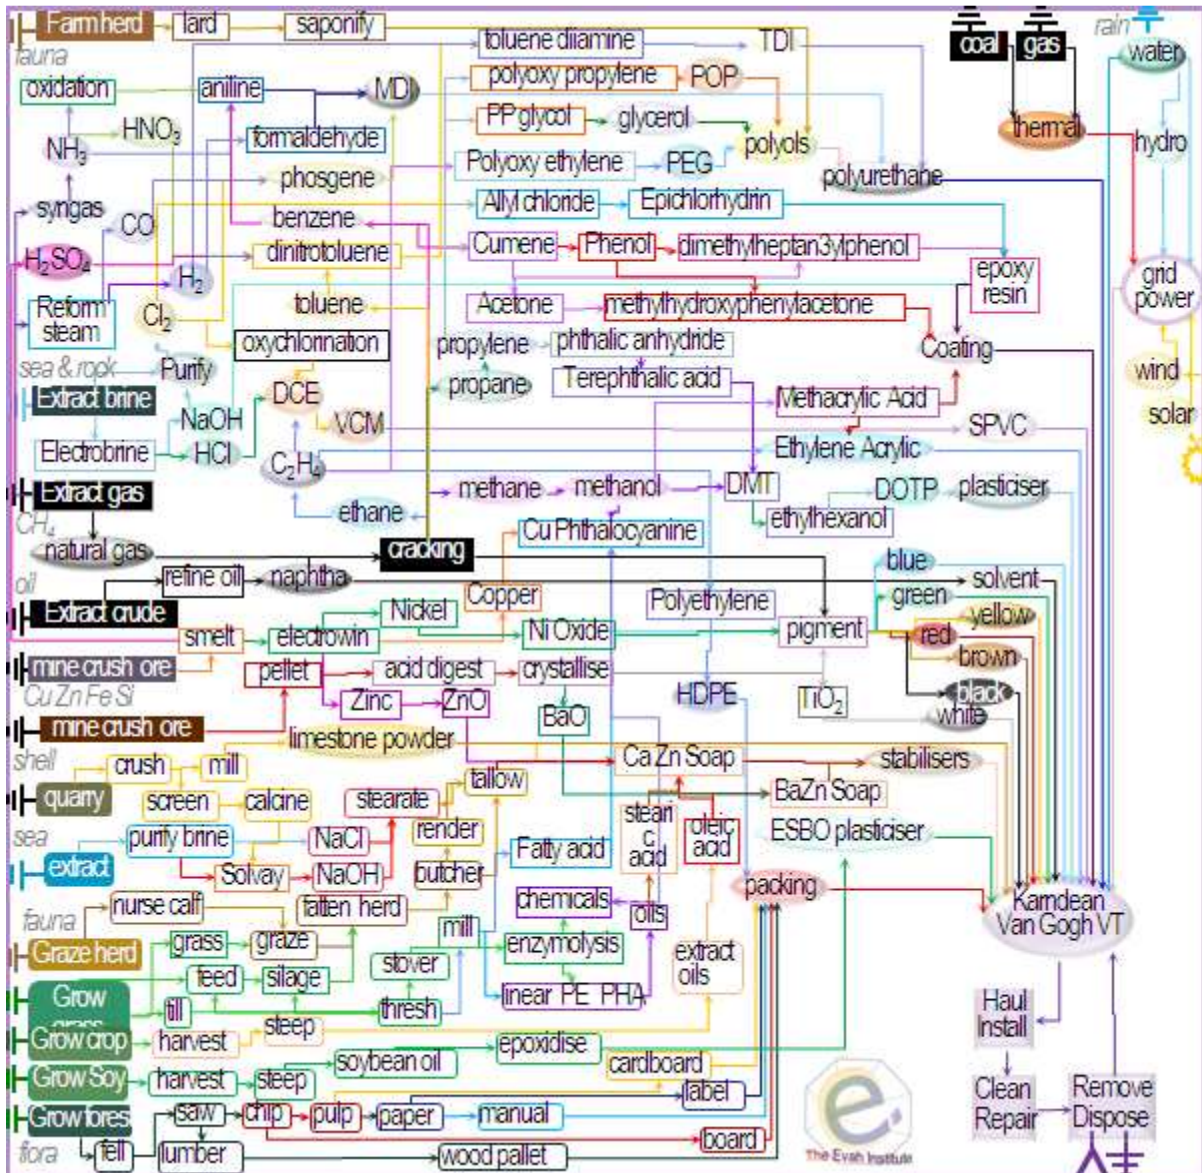 Farm herd
lard
saponify
toluene diiamine
TDI
coal
gas
rain
water
fauna
oxidation
aniline
MDI
polyoxy propylene
POP
HNO3
PP glycol
glycerol
polyols
thermal
hydro
NH3
formaldehyde
Polyoxy ethylene
PEG
polyurethane
phosgene
syngas
CO
benzene
Allyl chloride
Epichlorhydrin
H2SO4
H2
dinitrotoluene
Cumene
Phenol
dimethylheptan3ylphenol
epoxy
resin
grid
power
Reform
steam
Cl2
toluene
Acetone
methylhydroxyphenylacetone
oxychlorination
propylene
phthalic anhydride
Coating
sea & rock
Purify
DCE
propane
Terephthalic acid
wind
Extract brine
NaOH
VCM
Methacrylic Acid
solar
SPVC
Electrobrine
HCl
C2H4
Ethylene Acrylic
Extract gas
methane
methanol
DMT
DOTP
plasticiser
CH4
ethane
ethylhexanol
natural gas
cracking
Cu Phthalocyanine
blue
oil
refine oil
naphtha
solvent
Extract crude
Nickel
Copper
Polyethylene
green
yellow
smelt
electrowin
Ni Oxide
pigment
red
mine crush ore
pellet
acid digest
crystallise
brown
Cu Zn Fe Si
Zinc
ZnO
BaO
HDPE
TiO2
black
white
mine crush ore
limestone powder
shell
crush
mill
tallow
Ca Zn Soap
stabilisers
quarry
screen
calcine
stearate
BaZn Soap
sea
purify brine
NaCl
render
steari
c
acid
oleic
acid
ESBO plasticiser
extract
Solvay
NaOH
butcher
Fatty acid
packing
fauna
nurse calf
fatten herd
chemicals
oils
Karndean
Van Gogh VT
Graze herd
grass
graze
mill
enzymolysis
extract
oils
feed
silage
stover
Grow
till
thresh
linear PE PHA
Haul
Install
Grow crop
harvest
steep
soybean oil
epoxidise
cardboard
Grow Soy
harvest
steep
label
Clean
Repair
Remove
Dispose
Grow forest
saw
chip
pulp
paper
manual
board
flora
fell
lumber
wood pallet
The Evah Institute